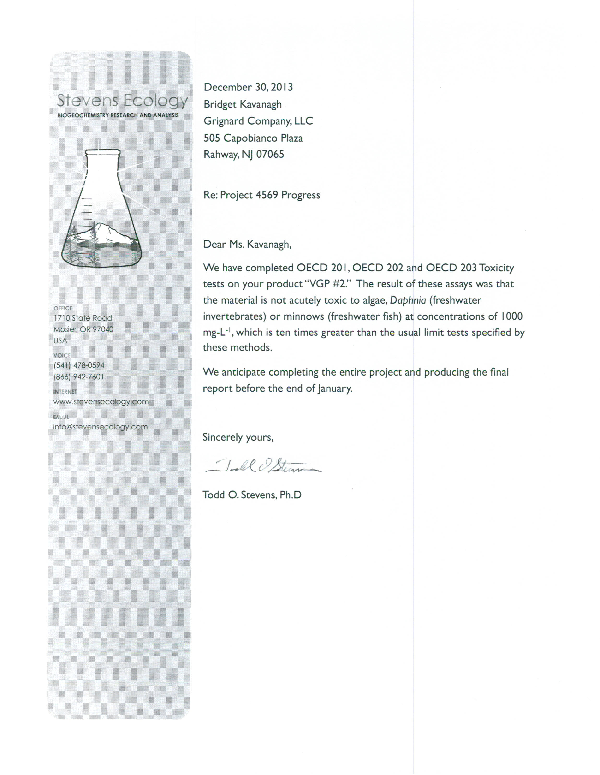 Stevens Ecology
BIOGEOCHEMISTRY RESEARCH AND ANALYSIS
OFFICE
1710 State Road
Mosier, OR 97040
USA
VOICE
(541) 478-0594
(866) 942-7601
INTERNET
www.stevensecology.com
EMAIL
info@stevensecology.com
December 30, 2013
Bridget Kavanagh
Grignard Company, LLC
505 Capobianco Plaza
Rahway, NJ 07065
Re: Project 4569 Progress
Dear Ms. Kavanagh,
We have completed OECD 201, OECD 202 and OECD 203 Toxicity
tests on your product "VGP #2." The result of these assays was that
the material is not acutely toxic to algae, Daphnia (freshwater
invertebrates) or minnows (freshwater fish) at concentrations of 1000
mg-L⁻¹, which is ten times greater than the usual limit tests specified by
these methods.
We anticipate completing the entire project and producing the final
report before the end of January.
Sincerely yours,
Todd O Stevens
Todd O. Stevens, Ph.D